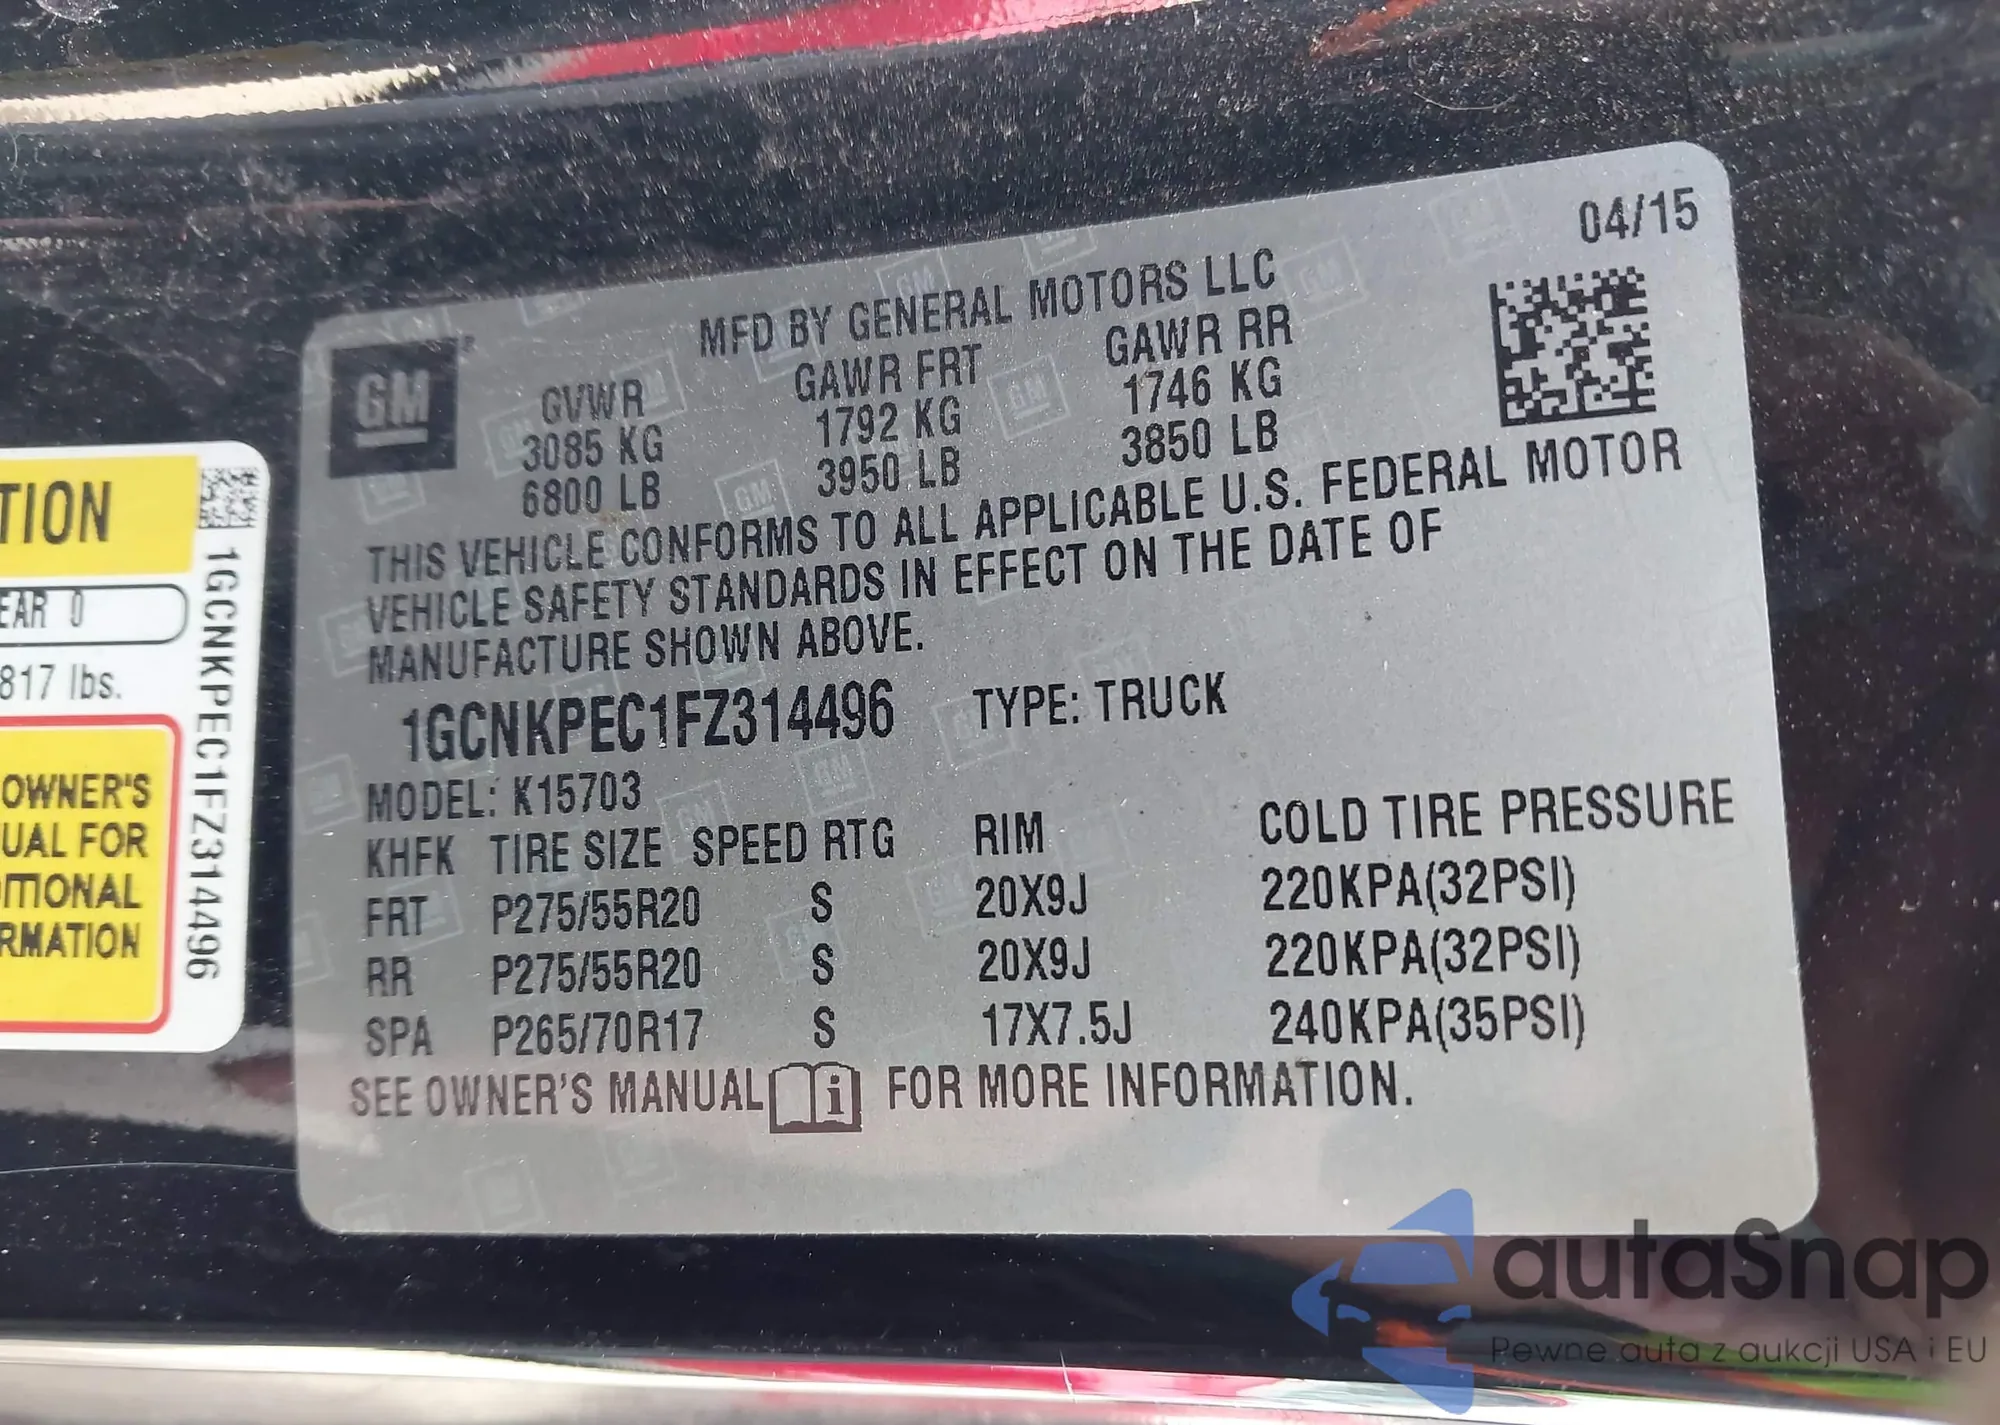 04/15
MFD BY GENERAL MOTORS LLC
GM
GVWR GAWR FRT GAWR RR
3085 KG 1792 KG 1746 KG
6800 LB 3950 LB 3850 LB
THIS VEHICLE CONFORMS TO ALL APPLICABLE U.S. FEDERAL MOTOR
VEHICLE SAFETY STANDARDS IN EFFECT ON THE DATE OF
MANUFACTURE SHOWN ABOVE.
1GCNKPEC1FZ314496 TYPE: TRUCK
MODEL: K15703
KHFK TIRE SIZE SPEED RTG RIM COLD TIRE PRESSURE
FRT P275/55R20 S 20X9J 220KPA(32PSI)
RR P275/55R20 S 20X9J 220KPA(32PSI)
SPA P265/70R17 S 17X7.5J 240KPA(35PSI)
SEE OWNER'S MANUAL i FOR MORE INFORMATION.
TION
EAR 0
817 lbs.
OWNER'S
UAL FOR
DITIONAL
RMATION
1GCNKPEC1FZ314496
autaSnap
Pewne auta z aukcji USA i EU